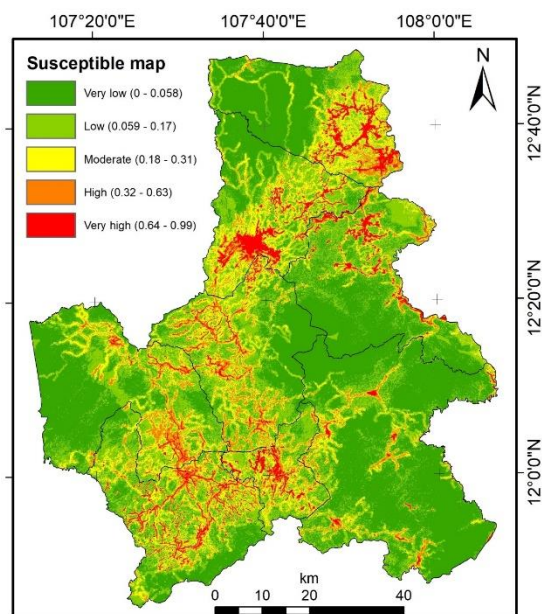 107°20'0"E 107°40'0"E 108°0'0"E
Susceptible map
Very low (0 - 0.058)
Low (0.059 - 0.17)
Moderate (0.18 - 0.31)
High (0.32 - 0.63)
Very high (0.64 - 0.99)
N
12°40'0"N
12°20'0"N
12°0'0"N
km
0 10 20 40